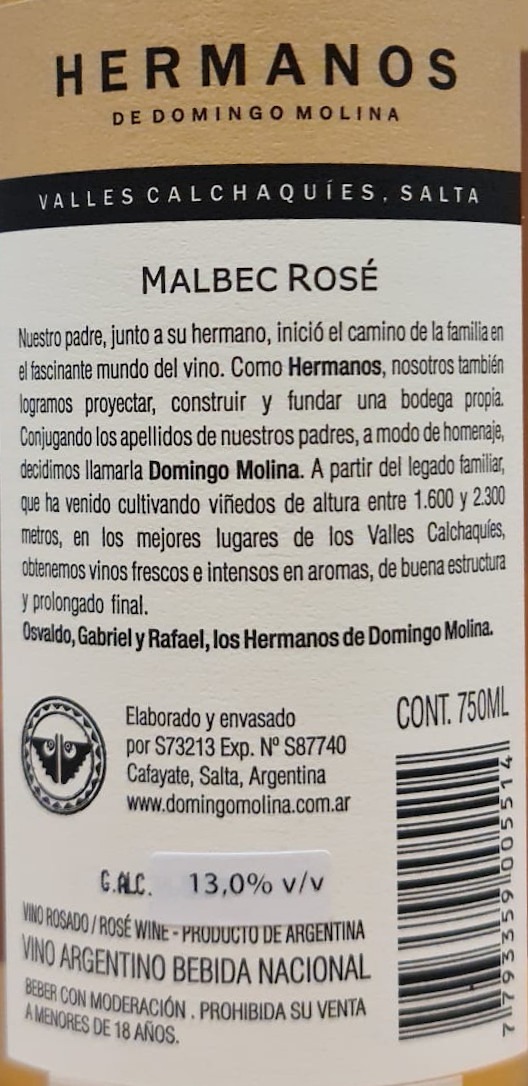 HERMANOS
DE DOMINGO MOLINA
VALLES CALCHAQUÍES, SALTA
MALBEC ROSÉ
Nuestro padre, junto a su hermano, inició el camino de la familia en
el fascinante mundo del vino. Como Hermanos, nosotros también
logramos proyectar, construir y fundar una bodega propia.
Conjugando los apellidos de nuestros padres, a modo de homenaje,
decidimos llamarla Domingo Molina. A partir del legado familiar,
que ha venido cultivando viñedos de altura entre 1.600 y 2.300
metros, en los mejores lugares de los Valles Calchaquíes,
obtenemos vinos frescos e intensos en aromas, de buena estructura
y prolongado final.
Osvaldo, Gabriel y Rafael, los Hermanos de Domingo Molina.
Elaborado y envasado
por S73213 Exp. Nº S87740
Cafayate, Salta, Argentina
www.domingomolina.com.ar
CONT. 750ML
7 793359 005514
G.ALC. 13,0% v/v
VINO ROSADO / ROSÉ WINE - PRODUCTO DE ARGENTINA
VINO ARGENTINO BEBIDA NACIONAL
BEBER CON MODERACIÓN . PROHIBIDA SU VENTA
A MENORES DE 18 AÑOS.